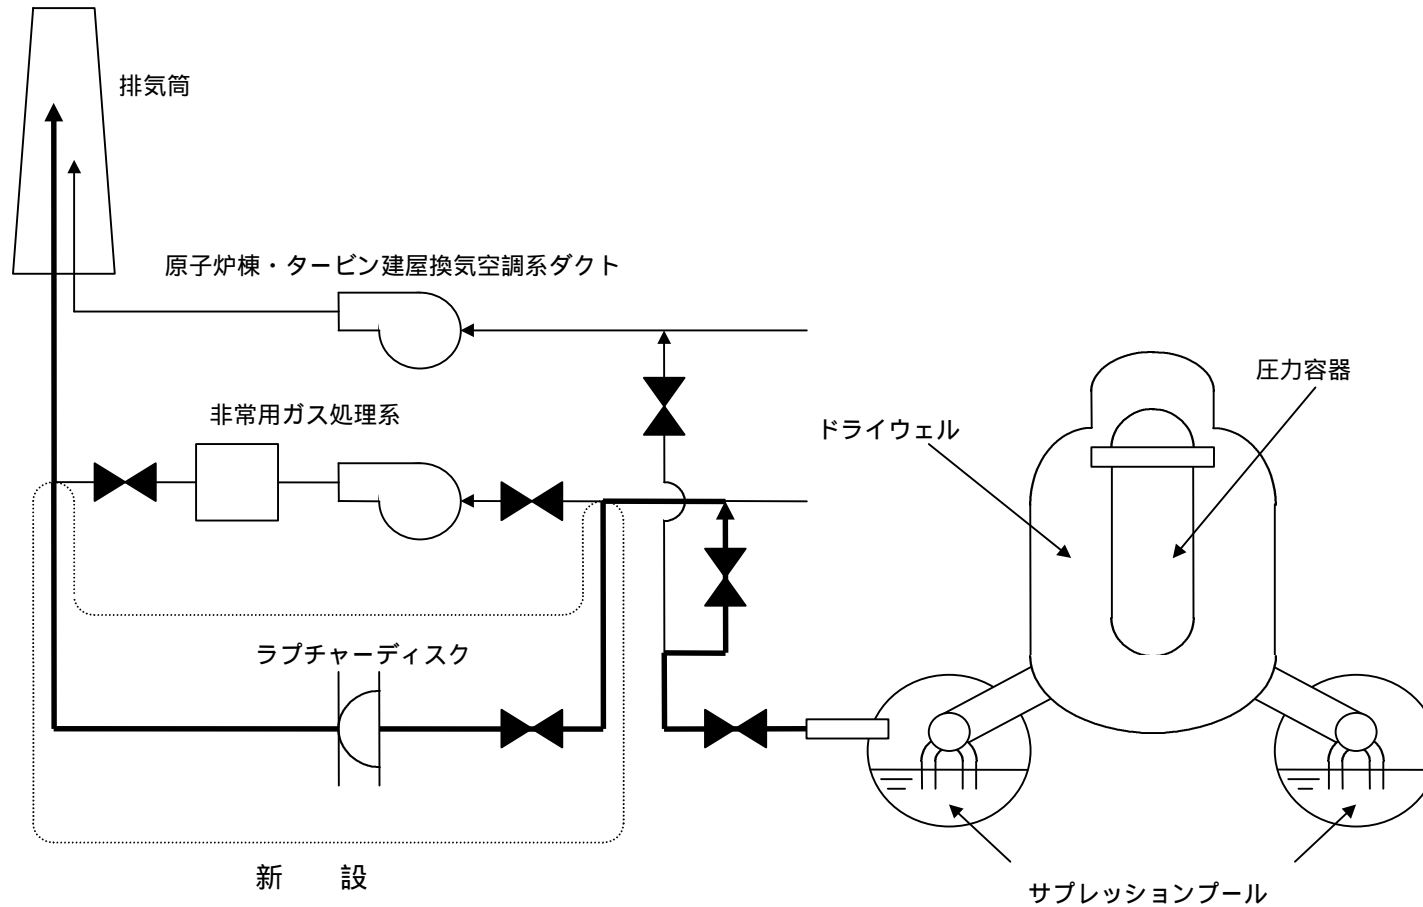 排気筒
原子炉棟・タービン建屋換気空調系ダクト
圧力容器
非常用ガス処理系
ドライウェル
ラプチャーディスク
新　設
サプレッションプール